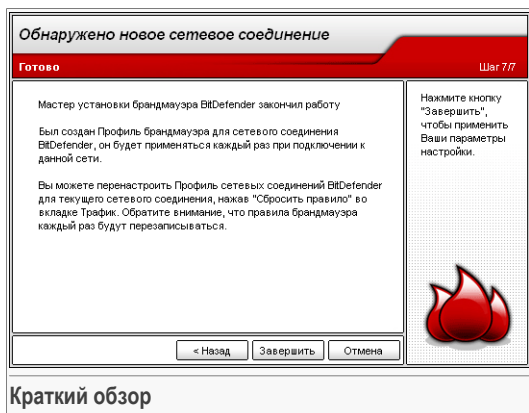 Обнаружено новое сетевое соединение
Готово
Шаг 7/7
Мастер установки брандмауэра BitDefender закончил работу
Был создан Профиль брандмауэра для сетевого соединения
BitDefender, он будет применяться каждый раз при подключении к
данной сети.
Вы можете перенастроить Профиль сетевых соединений BitDefender
для текущего сетевого соединения, нажав "Сбросить правило" во
вкладке Трафик. Обратите внимание, что правила брандмауэра
каждый раз будут перезаписываться.
Нажмите кнопку
"Завершить",
чтобы применить
Ваши параметры
настройки.
< Назад
Завершить
Отмена
Краткий обзор